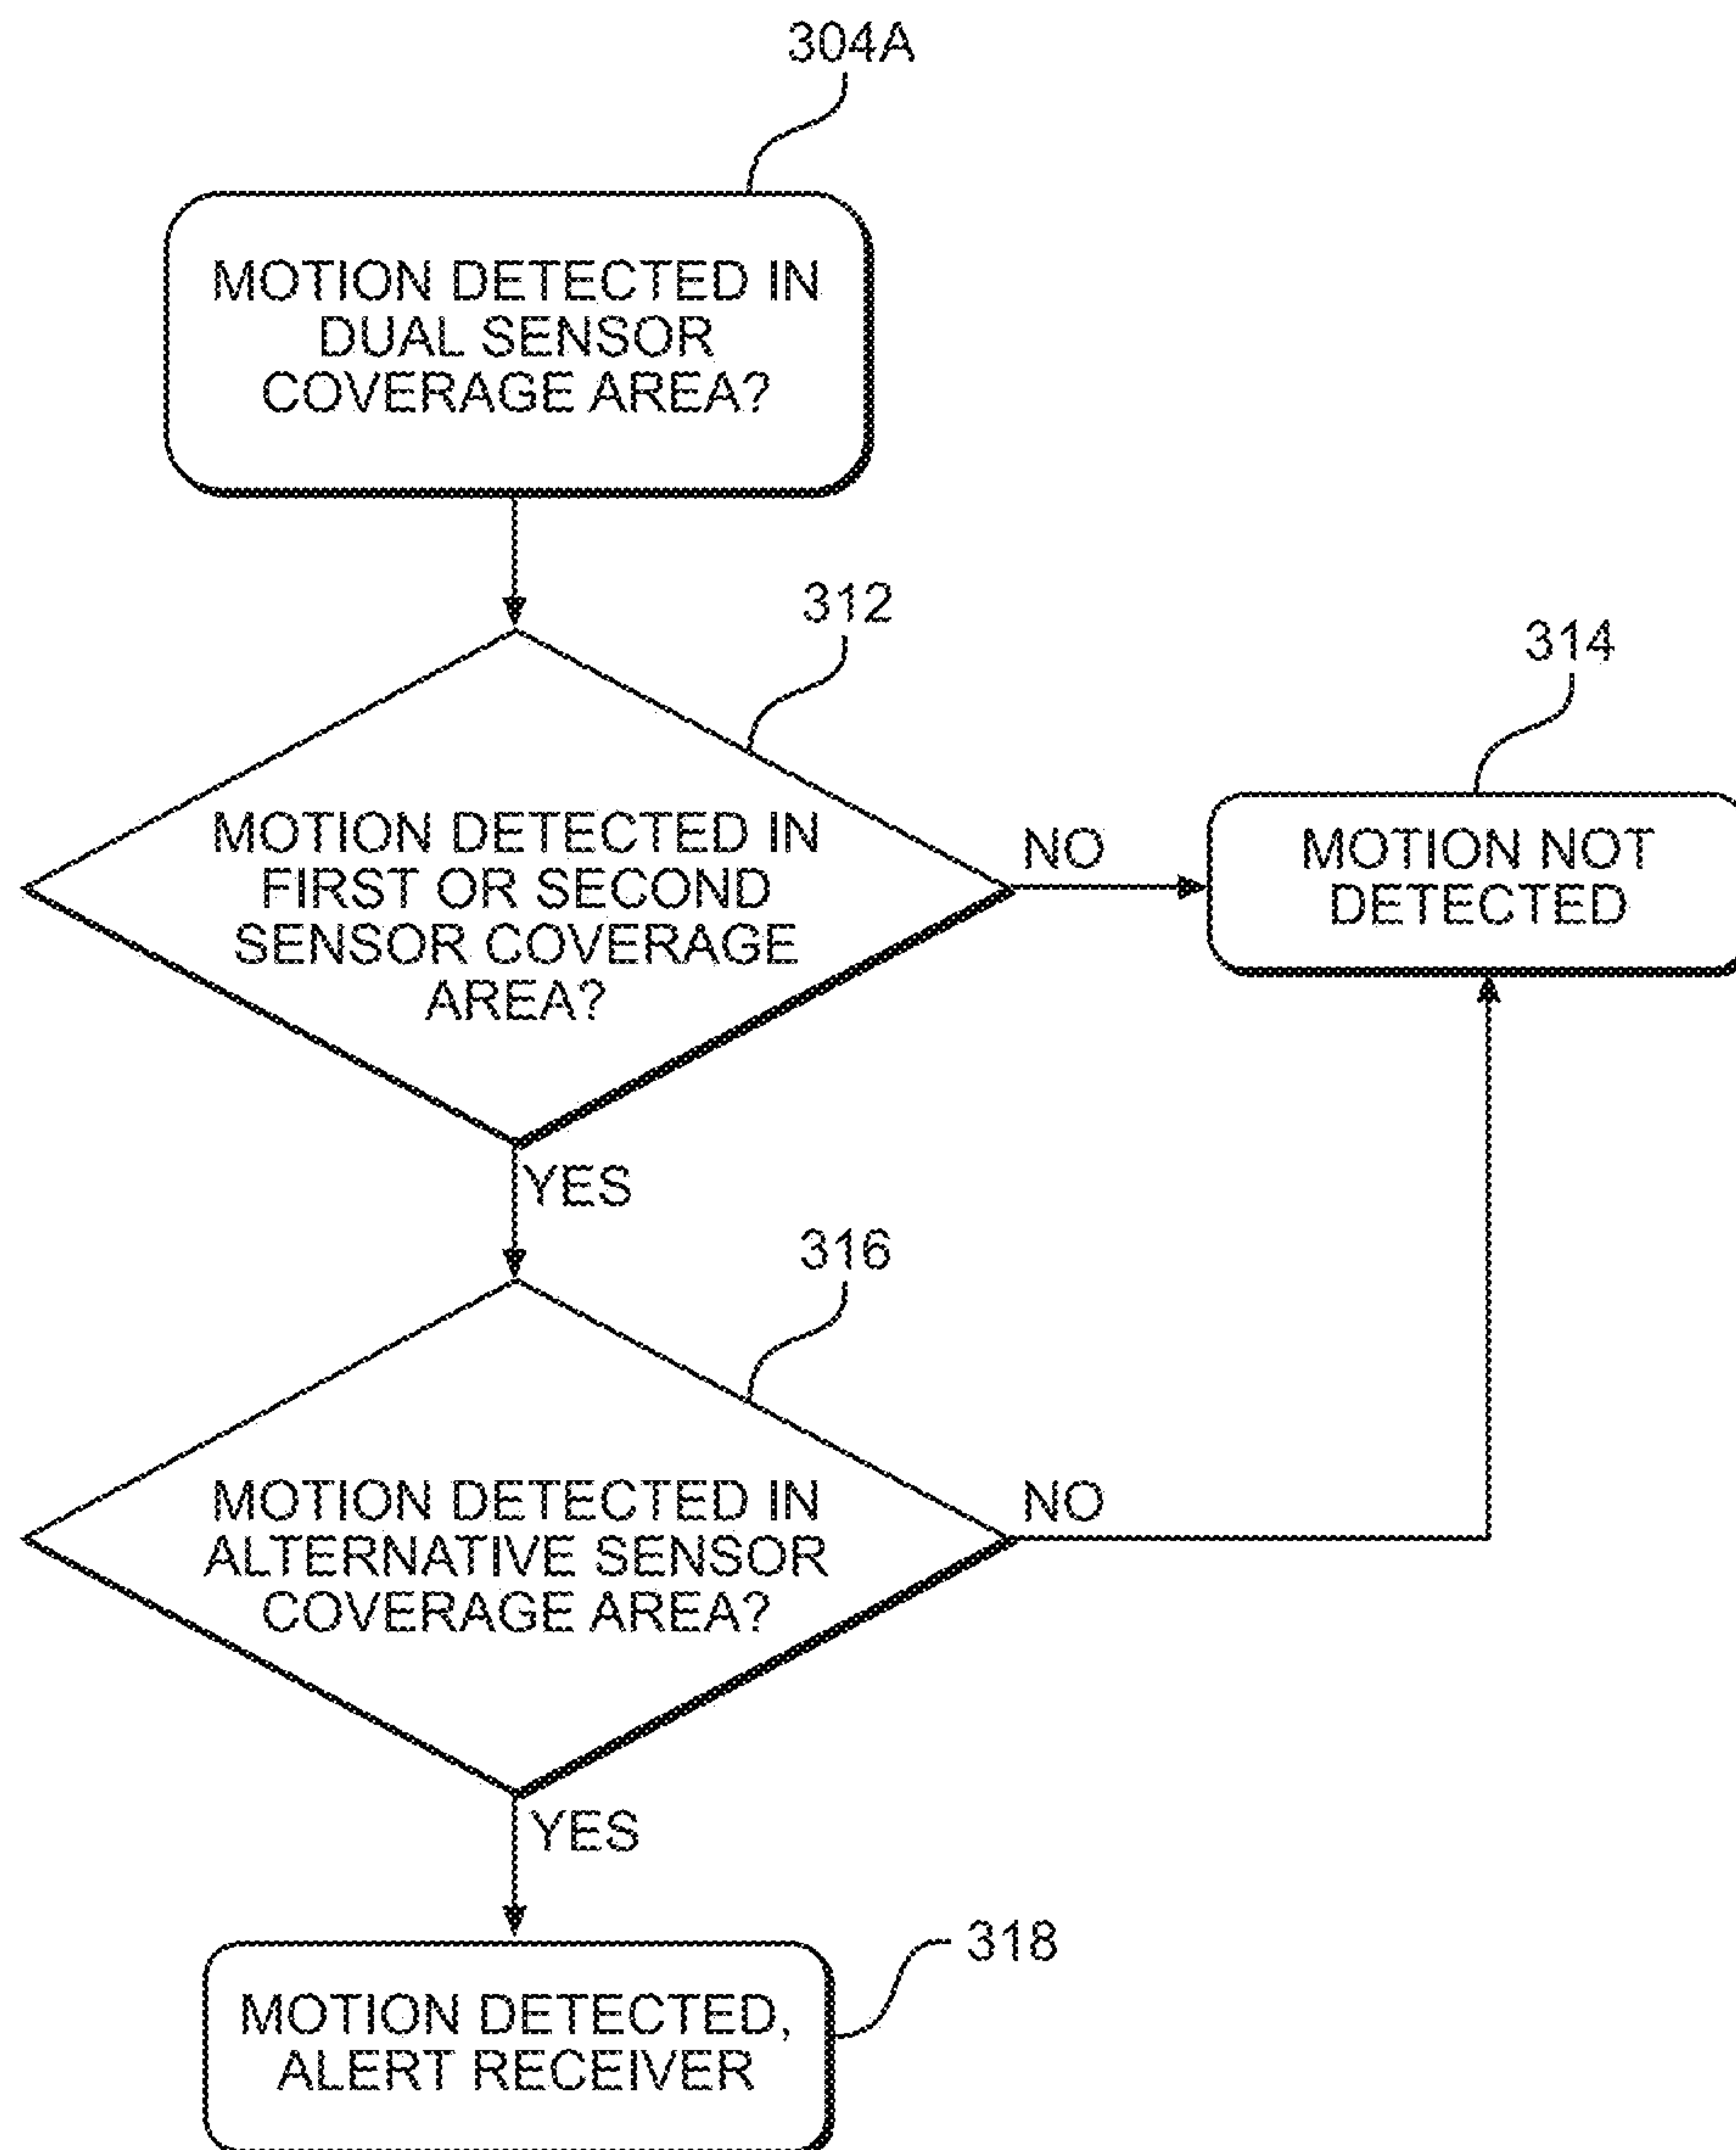 304A
MOTION DETECTED IN
DUAL SENSOR
COVERAGE AREA?
312
MOTION DETECTED IN
FIRST OR SECOND
SENSOR COVERAGE
AREA?
NO
314
MOTION NOT
DETECTED
YES
316
MOTION DETECTED IN
ALTERNATIVE SENSOR
COVERAGE AREA?
NO
YES
318
MOTION DETECTED,
ALERT RECEIVER